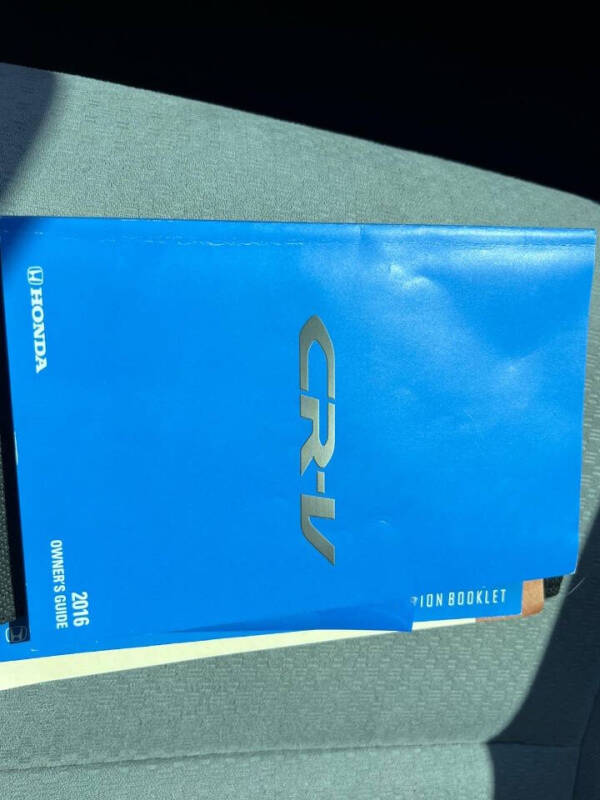 HONDA
CR-V
2016
OWNER'S GUIDE
ION BOOKLET